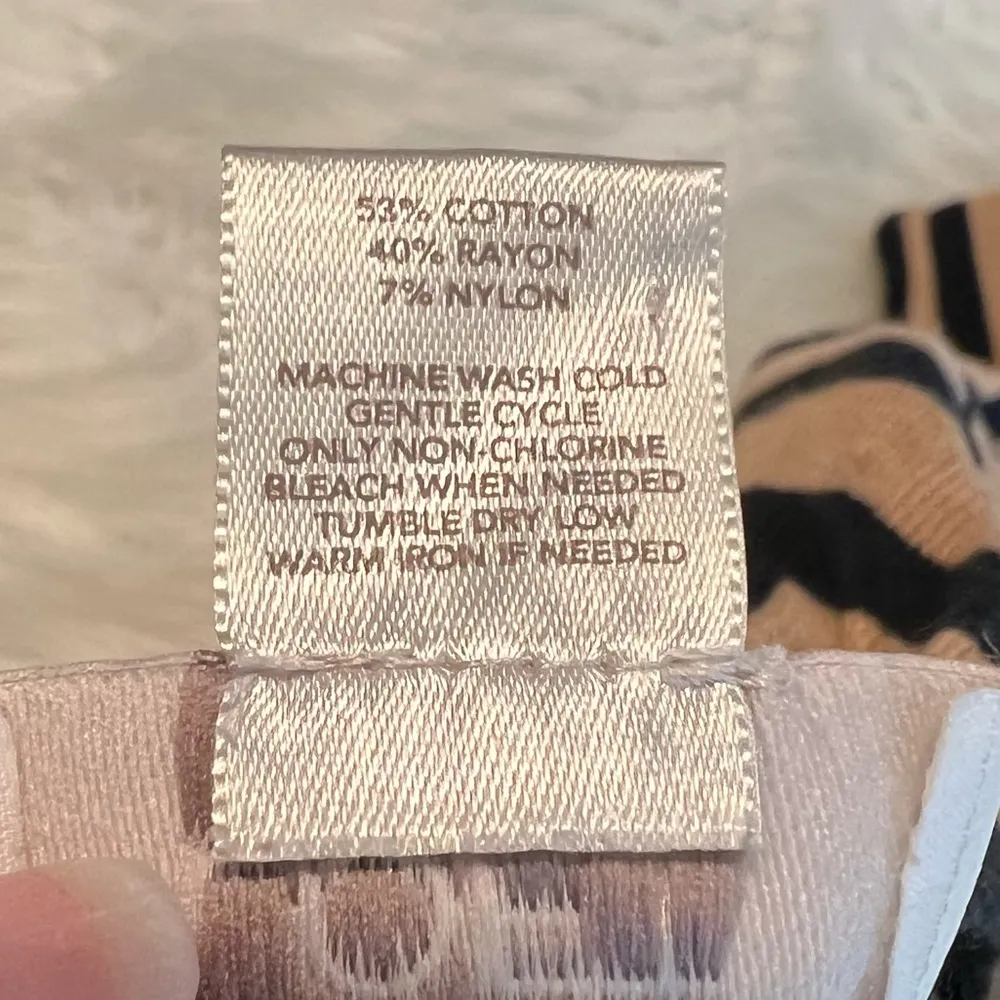 53% COTTON
40% RAYON
7% NYLON
MACHINE WASH COLD
GENTLE CYCLE
ONLY NON-CHLORINE
BLEACH WHEN NEEDED
TUMBLE DRY LOW
WARM IRON IF NEEDED